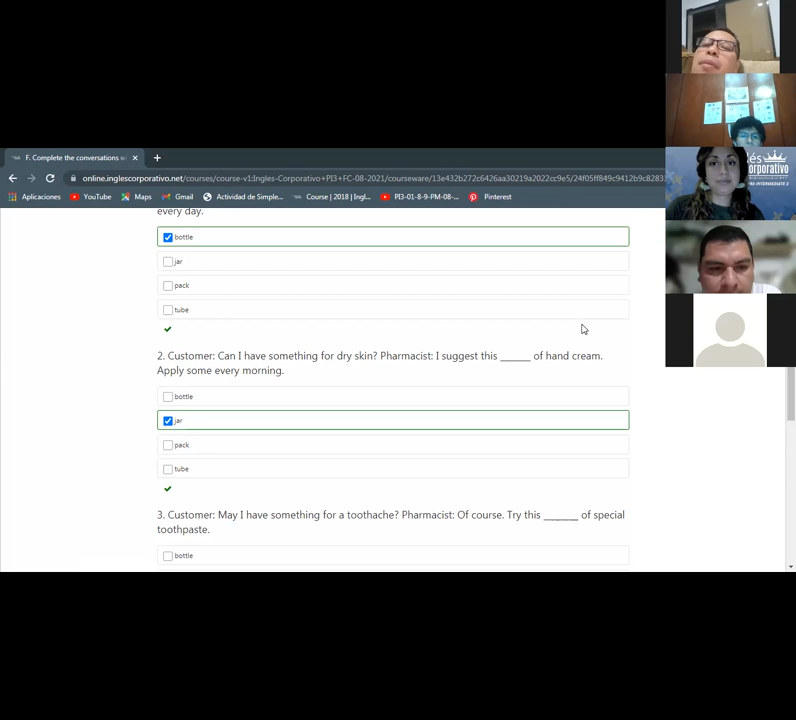 F. Complete the conversations w
online.inglescorporativo.net/courses/course-v1:Ingles-Corporativo+PI3+FC-08-2021/courseware/13e432b272c6426aa30219a2022cc9e5/24f05ff849c9412b9c8283
Aplicaciones YouTube Maps Gmail Actividad de Simple... Course | 2018 | Ingl... PI3-01-8-9-PM-08-... Pinterest
every day.
bottle
jar
pack
tube
2. Customer: Can I have something for dry skin? Pharmacist: I suggest this ______ of hand cream.
Apply some every morning.
bottle
jar
pack
tube
3. Customer: May I have something for a toothache? Pharmacist: Of course. Try this _______ of special
toothpaste.
bottle